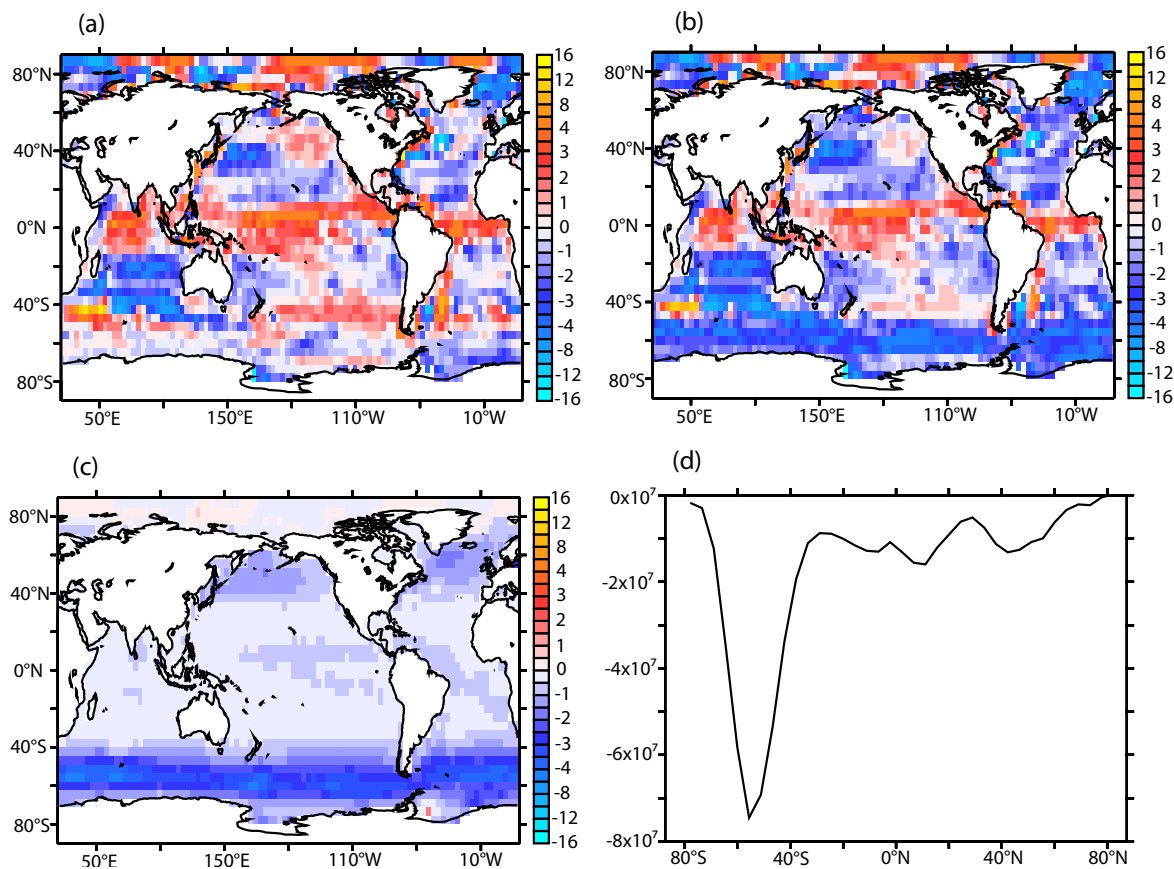 (a)
80°N
40°N
0°N
40°S
80°S
50°E 150°E 110°W 10°W
16
12
8
4
3
2
1
0
-1
-2
-3
-4
-8
-12
-16
(b)
80°N
40°N
0°N
40°S
80°S
50°E 150°E 110°W 10°W
16
12
8
4
3
2
1
0
-1
-2
-3
-4
-8
-12
-16
(c)
80°N
40°N
0°N
40°S
80°S
50°E 150°E 110°W 10°W
16
12
8
4
3
2
1
0
-1
-2
-3
-4
-8
-12
-16
(d)
0x10⁷
-2x10⁷
-4x10⁷
-6x10⁷
-8x10⁷
80°S 40°S 0°N 40°N 80°N